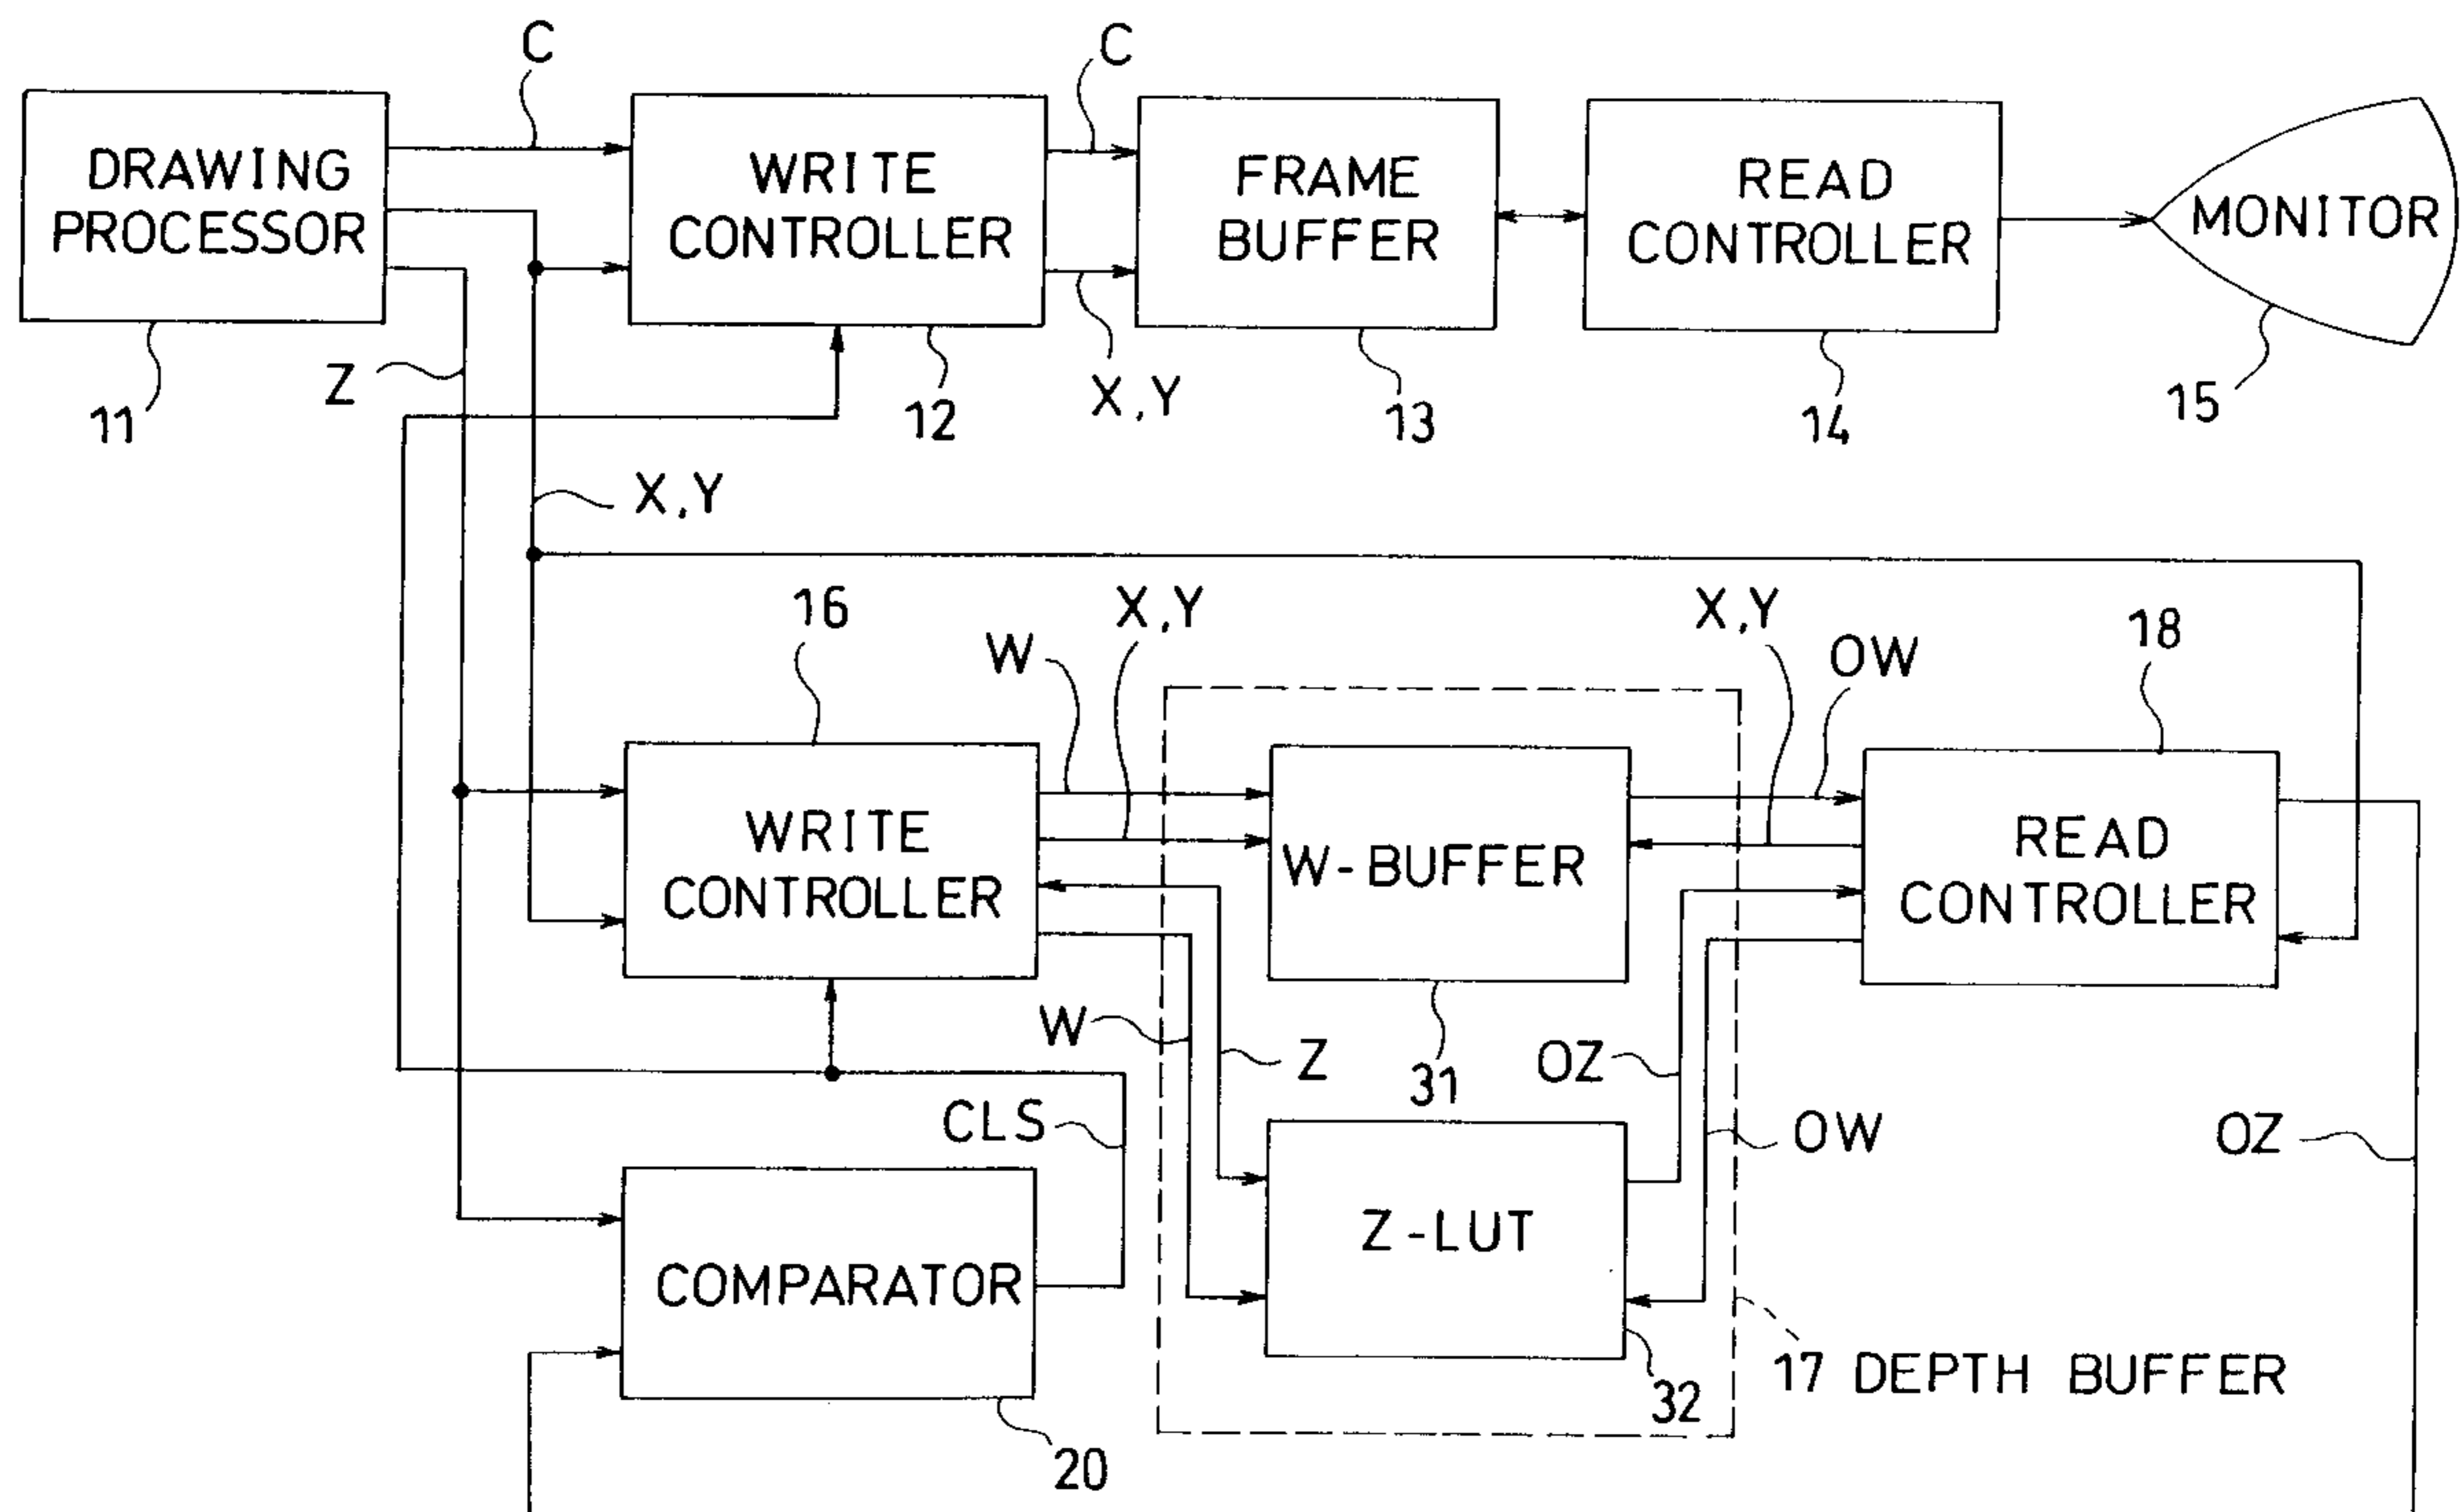 C
C
DRAWING
PROCESSOR
WRITE
CONTROLLER
FRAME
BUFFER
READ
CONTROLLER
MONITOR
Z
11
12
X,Y
13
14
15
X,Y
16
W
X,Y
X,Y
OW
18
WRITE
CONTROLLER
W-BUFFER
READ
CONTROLLER
W
Z
31
OZ
OW
OZ
CLS
COMPARATOR
Z-LUT
17 DEPTH BUFFER
32
20